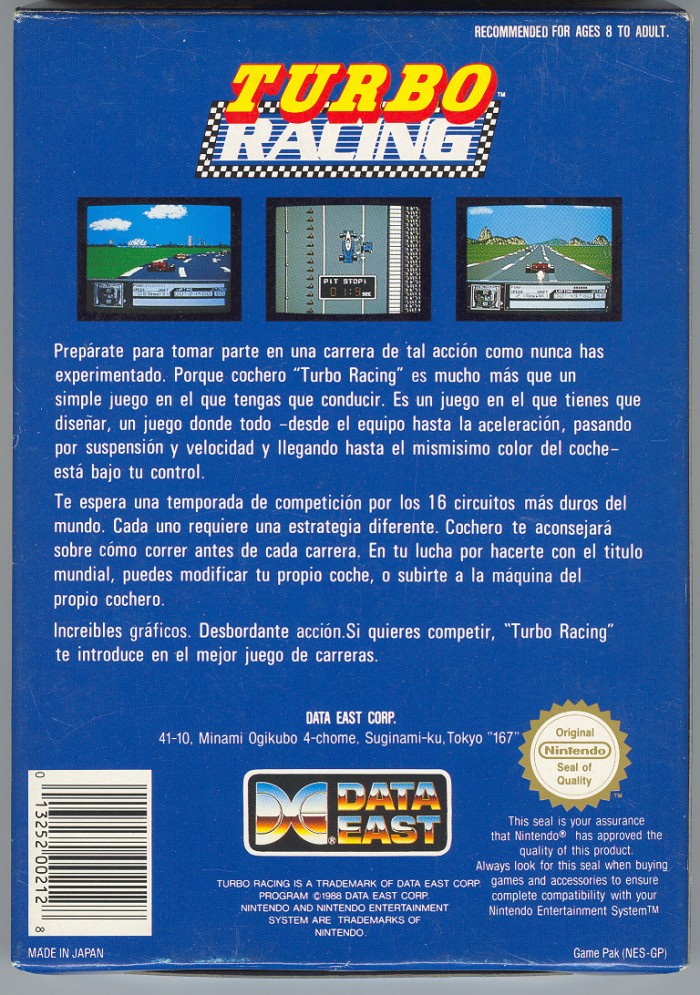 RECOMMENDED FOR AGES 8 TO ADULT.
TURBO™
RACING
PIT STOP!
Prepárate para tomar parte en una carrera de tal acción como nunca has
experimentado. Porque cochero "Turbo Racing" es mucho más que un
simple juego en el que tengas que conducir. Es un juego en el que tienes que
diseñar, un juego donde todo –desde el equipo hasta la aceleración, pasando
por suspensión y velocidad y llegando hasta el mismisimo color del coche–
está bajo tu control.
Te espera una temporada de competición por los 16 circuitos más duros del
mundo. Cada uno requiere una estrategia diferente. Cochero te aconsejará
sobre cómo correr antes de cada carrera. En tu lucha por hacerte con el titulo
mundial, puedes modificar tu propio coche, o subirte a la máquina del
propio cochero.
Increibles gráficos. Desbordante acción.Si quieres competir, "Turbo Racing"
te introduce en el mejor juego de carreras.
DATA EAST CORP.
41-10, Minami Ogikubo 4-chome, Suginami-ku,Tokyo "167"
Original
Nintendo
Seal of
Quality
TM
DATA
EAST
®
This seal is your assurance
that Nintendo® has approved the
quality of this product.
Always look for this seal when buying
games and accessories to ensure
complete compatibility with your
Nintendo Entertainment System™
TURBO RACING IS A TRADEMARK OF DATA EAST CORP.
PROGRAM ©1988 DATA EAST CORP.
NINTENDO AND NINTENDO ENTERTAINMENT
SYSTEM ARE TRADEMARKS OF
NINTENDO.
0 13252 00212 8
MADE IN JAPAN
Game Pak (NES-GP)